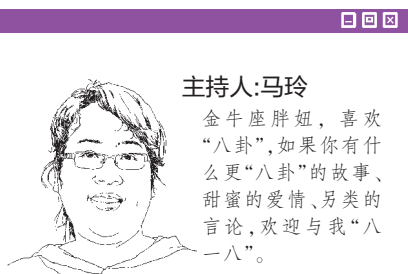 主持人:马玲
金牛座胖妞，喜欢
“八卦”,如果你有什
么更“八卦”的故事、
甜蜜的爱情、另类的
言论,欢迎与我“八
一八”。